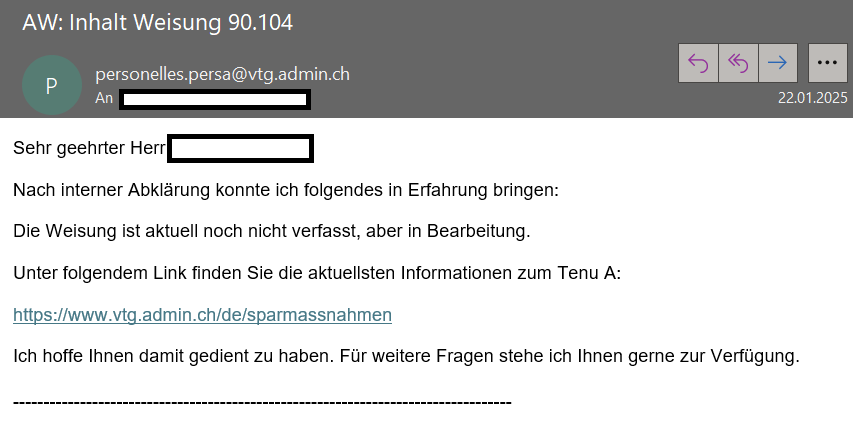 AW: Inhalt Weisung 90.104
P
personelles.persa@vtg.admin.ch
An
22.01.2025
Sehr geehrter Herr
Nach interner Abklärung konnte ich folgendes in Erfahrung bringen:
Die Weisung ist aktuell noch nicht verfasst, aber in Bearbeitung.
Unter folgendem Link finden Sie die aktuellsten Informationen zum Tenu A:
https://www.vtg.admin.ch/de/sparmassnahmen
Ich hoffe Ihnen damit gedient zu haben. Für weitere Fragen stehe ich Ihnen gerne zur Verfügung.
-----------------------------------------------------------------------------------